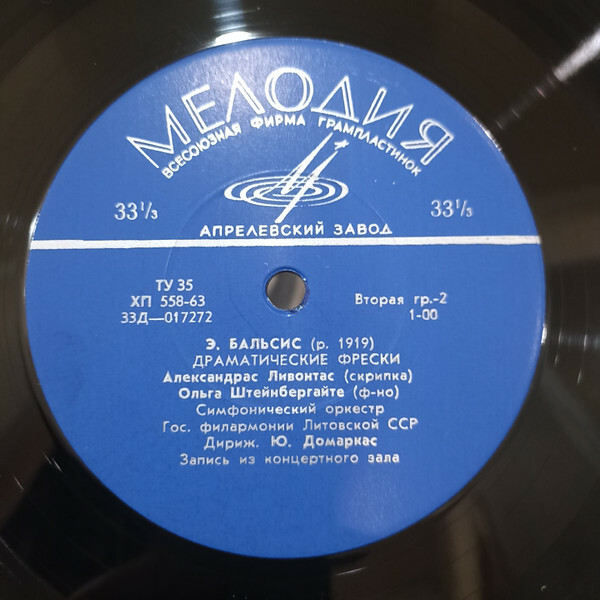 МЕЛОДИЯ
ВСЕСОЮЗНАЯ ФИРМА ГРАМПЛАСТИНОК
33⅓ 33⅓
АПРЕЛЕВСКИЙ ЗАВОД
ТУ 35
ХП 558-63 Вторая гр.-2
33Д—017272 1-00
Э. БАЛЬСИС (р. 1919)
ДРАМАТИЧЕСКИЕ ФРЕСКИ
Александрас Ливонтас (скрипка)
Ольга Штейнбергайте (ф-но)
Симфонический оркестр
Гос. филармонии Литовской ССР
Дириж. Ю. Домаркас
Запись из концертного зала